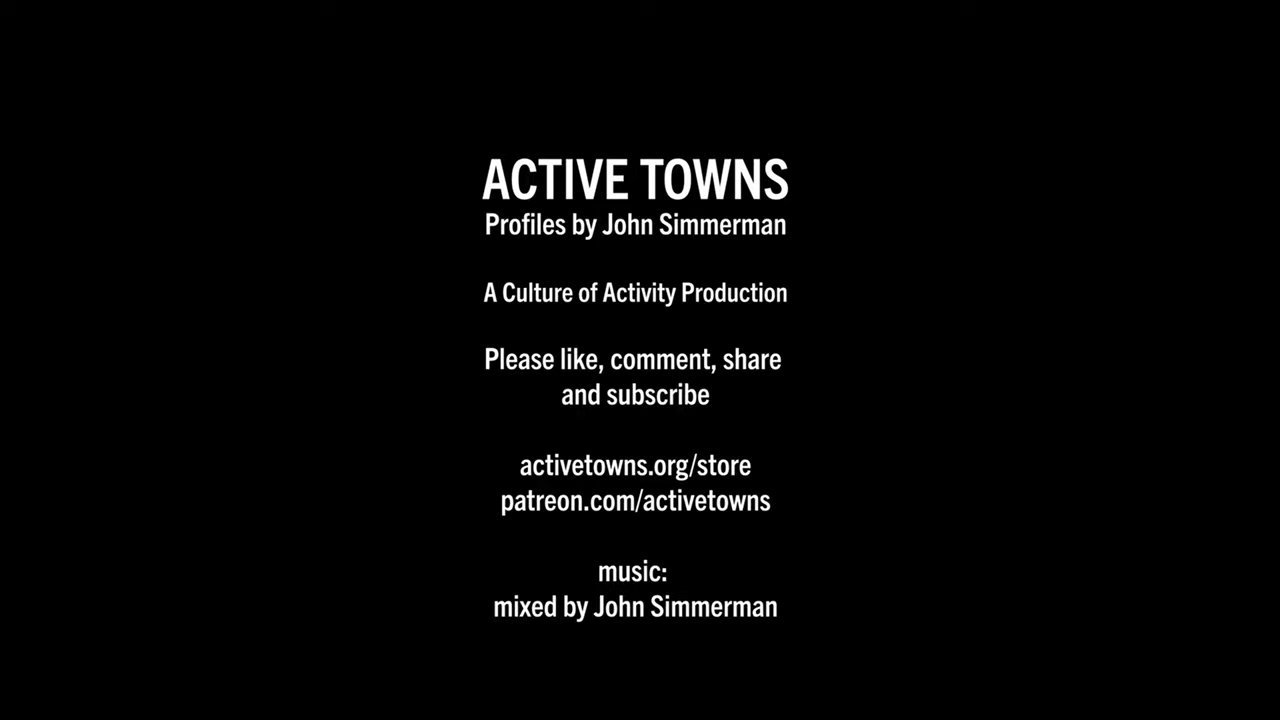 ACTIVE TOWNS
Profiles by John Simmerman
A Culture of Activity Production
Please like, comment, share
and subscribe
activetowns.org/store
patreon.com/activetowns
music:
mixed by John Simmerman